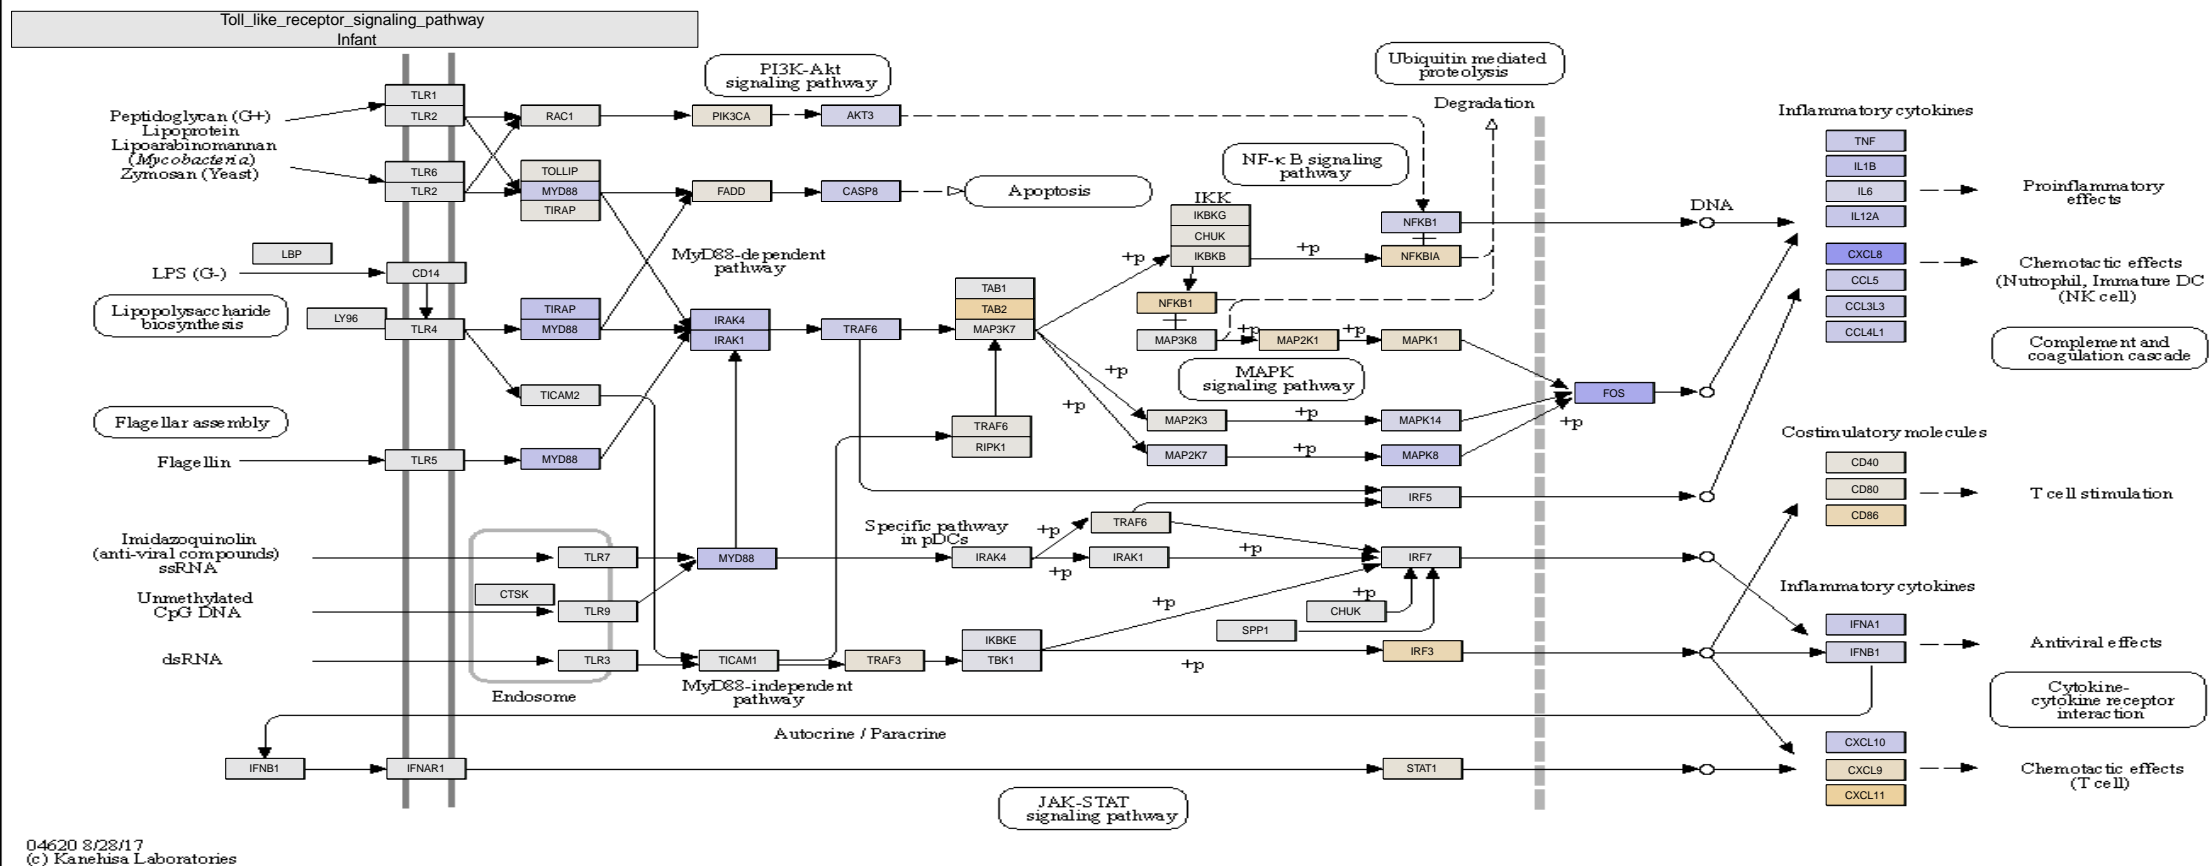 Toll_like_receptor_signaling_pathway
Infant
PI3K-Akt
signaling pathway
Ubiquitin mediated
proteolysis
Degradation
Inflammatory cytokines
TLR1
TLR2
Peptidoglycan (G+)
Lipoprotein
Lipoarabinomannan
(Mycobacteria)
Zymosan (Yeast)
RAC1
PIK3CA
AKT3
TNF
IL1B
IL6
IL12A
Proinflammatory
effects
TLR6
TLR2
TOLLIP
MYD88
TIRAP
FADD
CASP8
Apoptosis
NF-κ B signaling
pathway
IKK
IKBKG
CHUK
IKBKB
+p
+p
NFKB1
NFKBIA
DNA
LBP
LPS (G-)
CD14
MyD88-dependent
pathway
CXCL8
CCL5
CCL3L3
CCL4L1
Chemotactic effects
(Nutrophil, Immature DC
(NK cell)
Lipopolysaccharide
biosynthesis
LY96
TLR4
TIRAP
MYD88
IRAK4
IRAK1
TRAF6
TAB1
TAB2
MAP3K7
NFKB1
MAP3K8
+p
MAP2K1
+p
MAPK1
Complement and
coagulation cascade
MAPK
signaling pathway
+p
+p
FOS
TICAM2
TRAF6
RIPK1
MAP2K3
+p
MAPK14
+p
Flagellar assembly
Flagellin
TLR5
MYD88
MAP2K7
+p
MAPK8
Costimulatory molecules
CD40
CD80
CD86
T cell stimulation
IRF5
Specific pathway
in pDCs
+p
TRAF6
Imidazoquinolin
(anti-viral compounds)
ssRNA
TLR7
MYD88
IRAK4
+p
IRAK1
+p
IRF7
Unmethylated
CpG DNA
CTSK
TLR9
+p
+p
CHUK
SPP1
Inflammatory cytokines
IFNA1
IFNB1
Antiviral effects
dsRNA
TLR3
Endosome
TICAM1
MyD88-independent
pathway
TRAF3
IKBKE
TBK1
+p
IRF3
Cytokine-
cytokine receptor
interaction
Autocrine / Paracrine
IFNB1
IFNAR1
STAT1
CXCL10
CXCL9
CXCL11
Chemotactic effects
(T cell)
JAK-STAT
signaling pathway
04620 8/28/17
(c) Kanehisa Laboratories